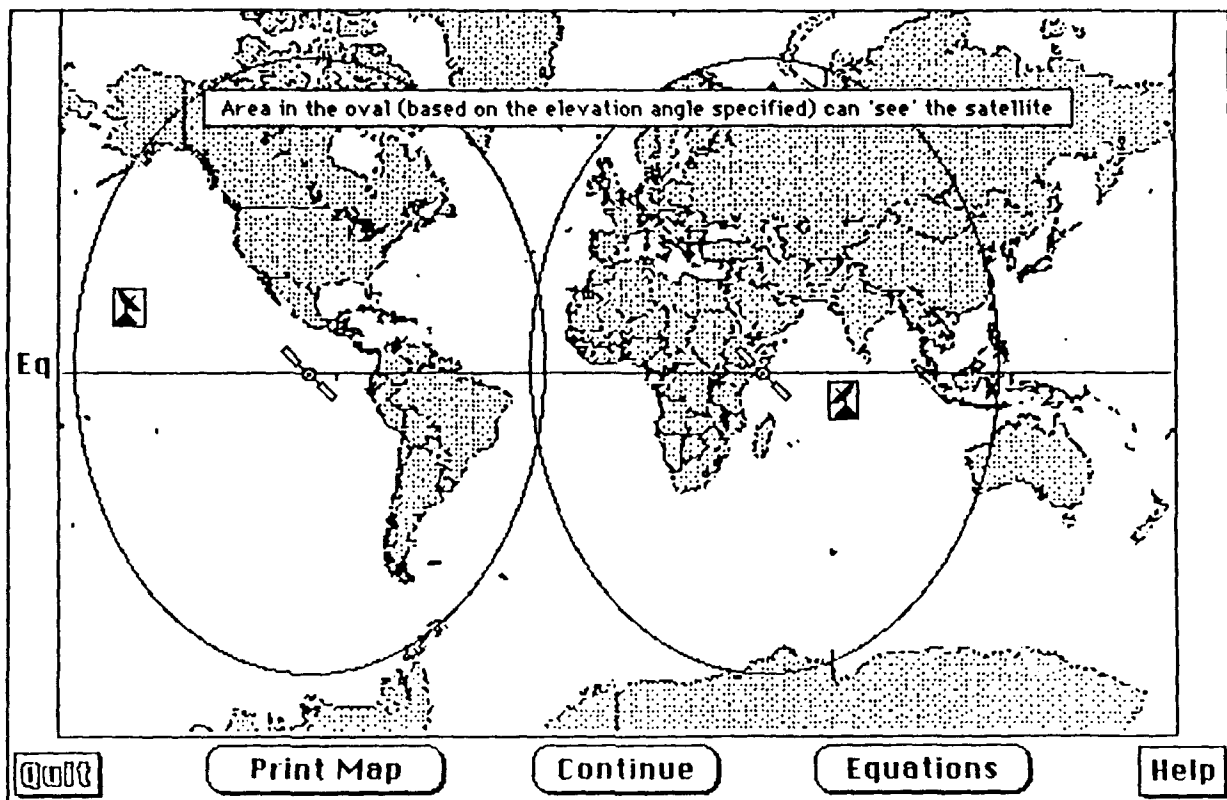 Area in the oval (based on the elevation angle specified) can 'see' the satellite
Eq
Quit Print Map Continue Equations Help